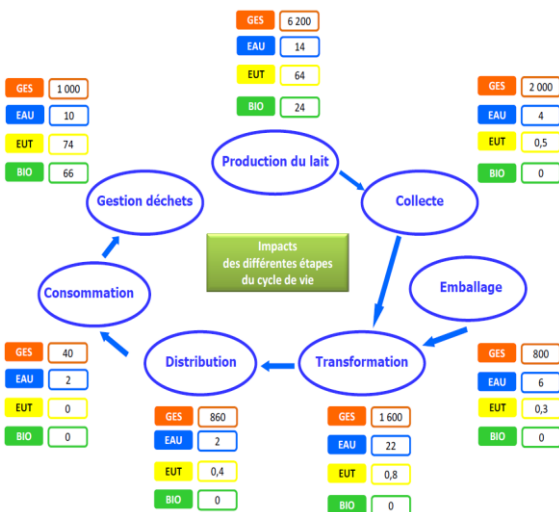 GES 6 200
EAU 14
EUT 64
BIO 24
GES 1 000
EAU 10
EUT 74
BIO 66
GES 2 000
EAU 4
EUT 0,5
BIO 0
Production du lait
Gestion déchets
Collecte
Impacts
des différentes étapes
du cycle de vie
Consommation
Emballage
Distribution
Transformation
GES 40
EAU 2
EUT 0
BIO 0
GES 860
EAU 2
EUT 0,4
BIO 0
GES 1 600
EAU 22
EUT 0,8
BIO 0
GES 800
EAU 6
EUT 0,3
BIO 0